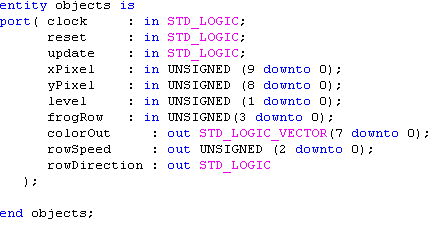 entity objects is
port( clock : in STD_LOGIC;
reset : in STD_LOGIC;
update : in STD_LOGIC;
xPixel : in UNSIGNED (9 downto 0);
yPixel : in UNSIGNED (8 downto 0);
level : in UNSIGNED (1 downto 0);
frogRow : in UNSIGNED(3 downto 0);
colorOut : out STD_LOGIC_VECTOR(7 downto 0);
rowSpeed : out UNSIGNED (2 downto 0);
rowDirection : out STD_LOGIC
);
end objects;